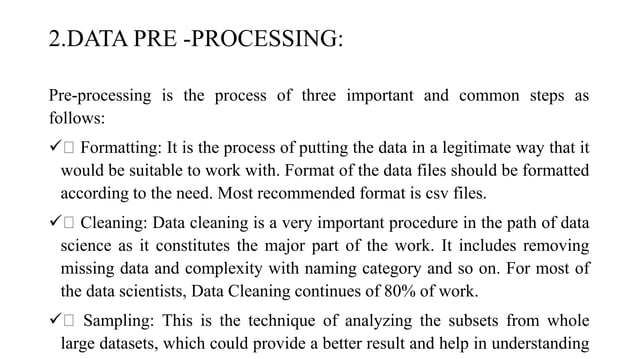 2.DATA PRE -PROCESSING:
Pre-processing is the process of three important and common steps as
follows:
✓ Formatting: It is the process of putting the data in a legitimate way that it
would be suitable to work with. Format of the data files should be formatted
according to the need. Most recommended format is csv files.
✓ Cleaning: Data cleaning is a very important procedure in the path of data
science as it constitutes the major part of the work. It includes removing
missing data and complexity with naming category and so on. For most of
the data scientists, Data Cleaning continues of 80% of work.
✓ Sampling: This is the technique of analyzing the subsets from whole
large datasets, which could provide a better result and help in understanding